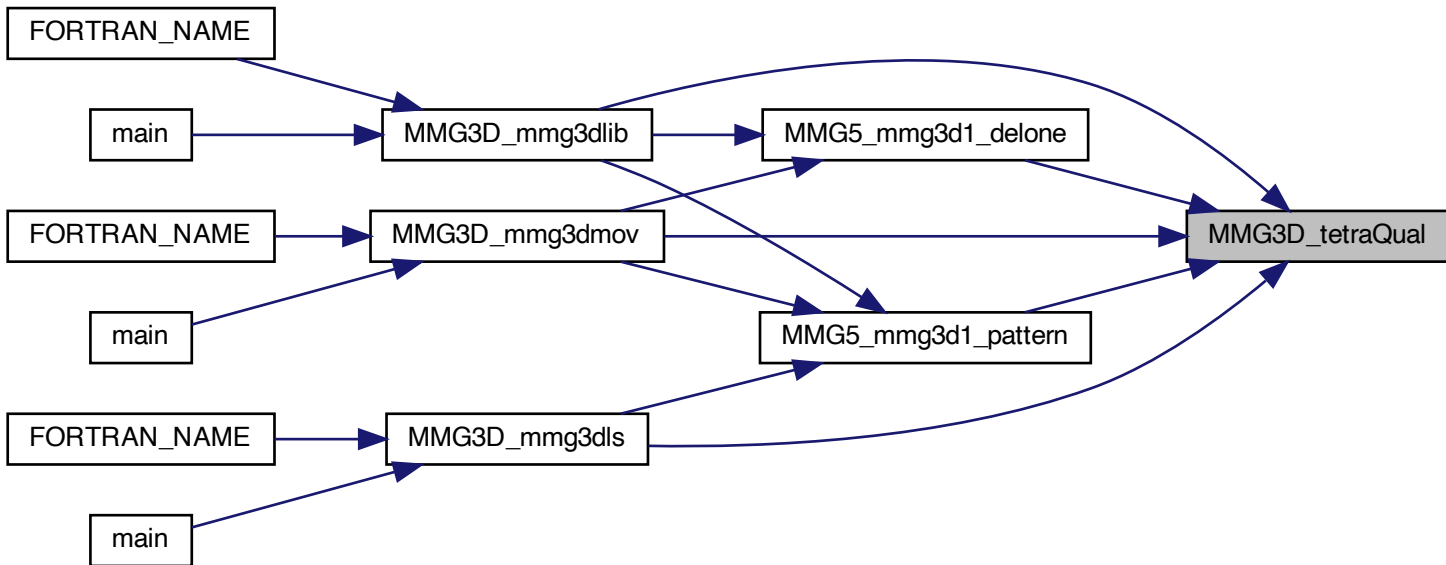 FORTRAN_NAME
main
MMG3D_mmg3dlib
MMG5_mmg3d1_delone
FORTRAN_NAME
MMG3D_mmg3dmov
MMG3D_tetraQual
main
MMG5_mmg3d1_pattern
FORTRAN_NAME
MMG3D_mmg3dls
main